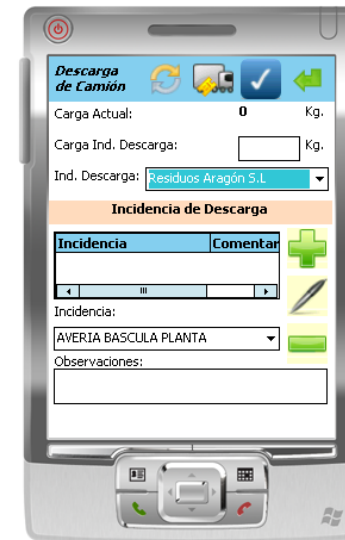 Descarga
de Camión
Carga Actual: 0 Kg.
Carga Ind. Descarga: Kg.
Ind. Descarga: Residuos Aragón S.L
Incidencia de Descarga
Incidencia Comentar
Incidencia:
AVERIA BASCULA PLANTA
Observaciones: